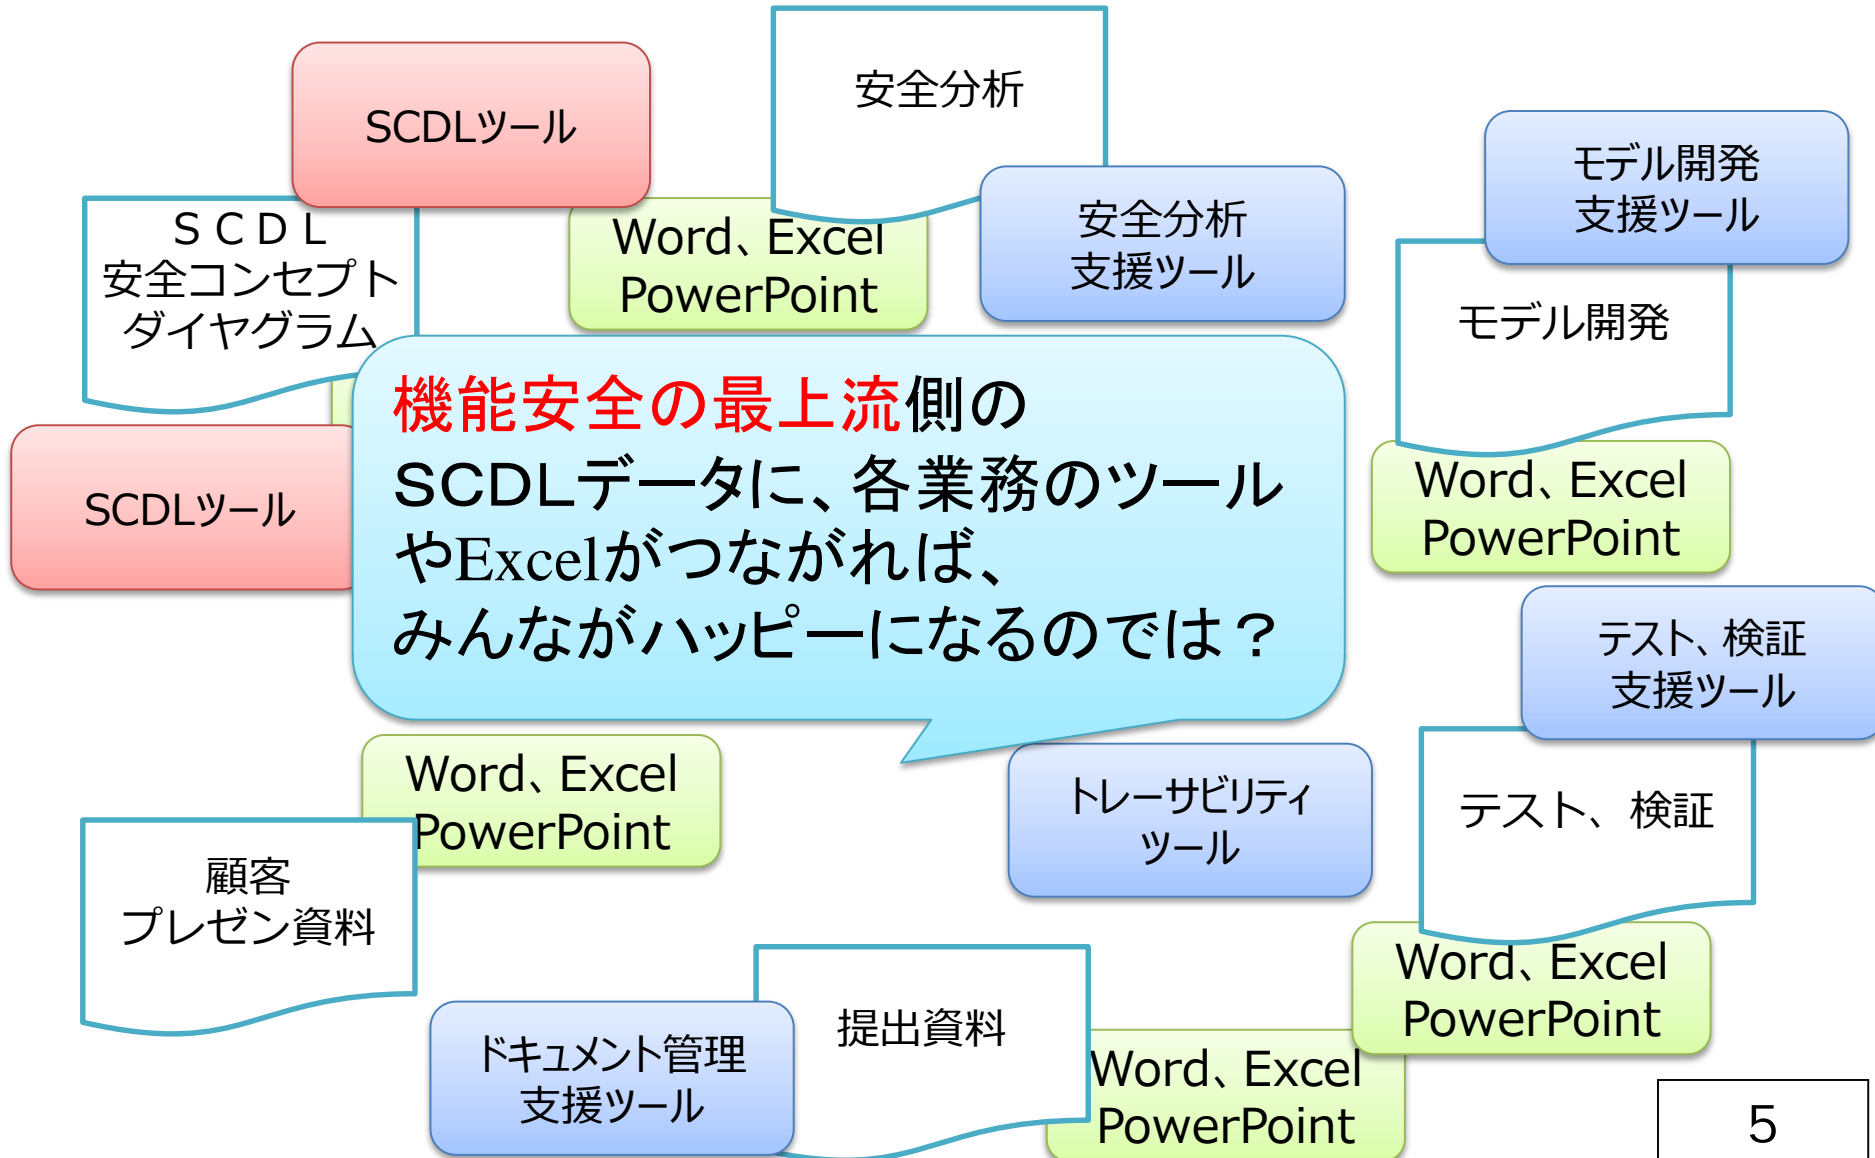 SCDLツール
安全分析
モデル開発
支援ツール
ＳＣＤＬ
安全コンセプト
ダイヤグラム
Word、Excel
PowerPoint
安全分析
支援ツール
モデル開発
機能安全の最上流側の
ＳＣＤＬデータに、各業務のツール
やExcelがつながれば、
みんながハッピーになるのでは？
SCDLツール
Word、Excel
PowerPoint
テスト、検証
支援ツール
Word、Excel
PowerPoint
トレーサビリティ
ツール
テスト、検証
顧客
プレゼン資料
Word、Excel
PowerPoint
提出資料
ドキュメント管理
支援ツール
Word、Excel
PowerPoint
5